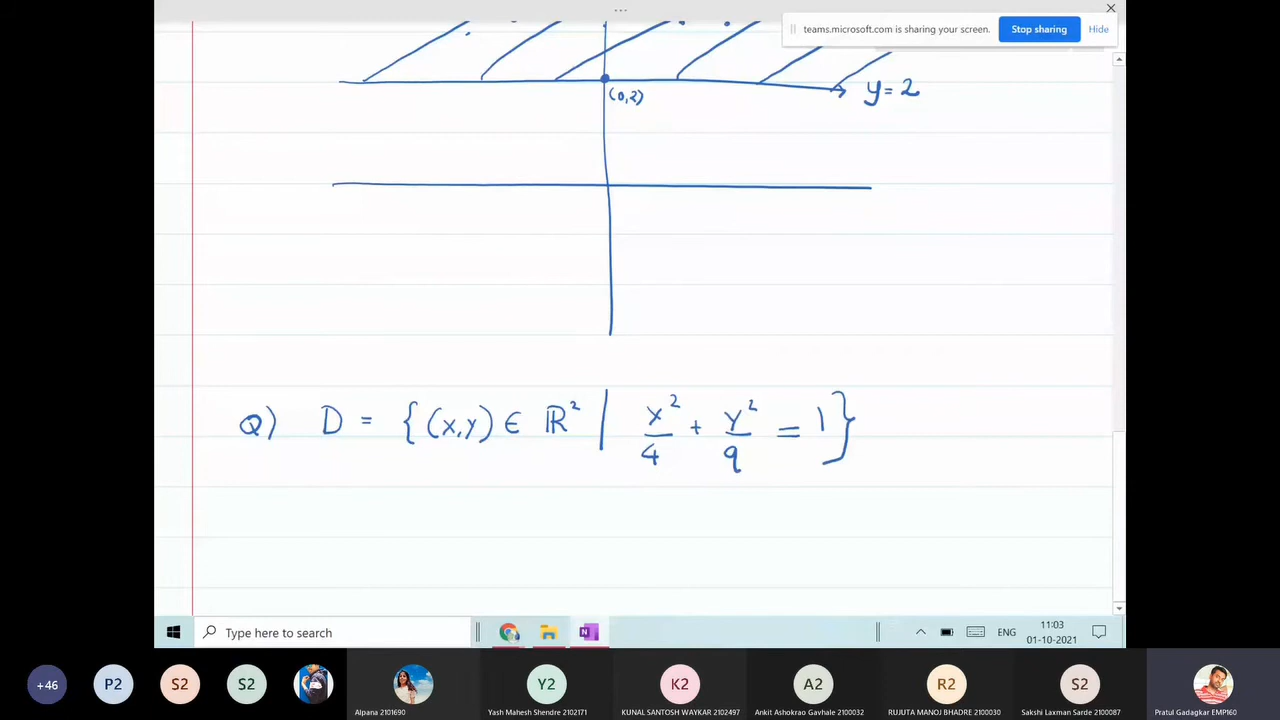 teams.microsoft.com is sharing your screen. Stop sharing Hide
y = 2
(0,2)
Q) D = {(x,y) ∈ ℝ² | x²/4 + y²/9 = 1}
Type here to search
ENG
11:03
01-10-2021
+46 P2 S2 S2 Y2 K2 A2 R2 S2
Alpana 2101690 Yash Mahesh Shendre 2102171 KUNAL SANTOSH WAYKAR 2102497 Ankit Ashokrao Gavhale 2100032 RUJUTA MANOJ BHADRE 2100030 Sakshi Laxman Sarde 2100087 Pratul Gadagkar EMP160